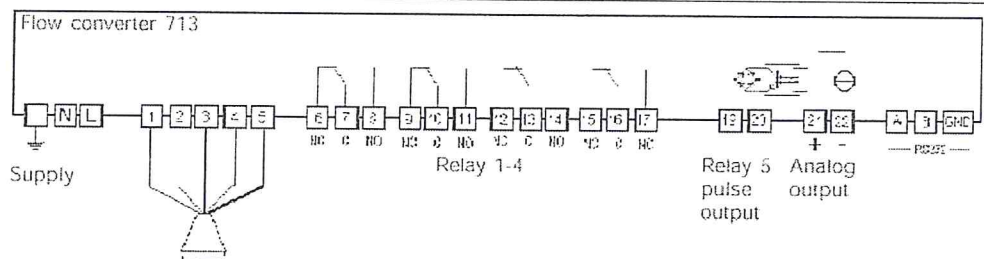 Flow converter 713
N L 1 2 3 4 5 6 7 8 9 10 11 12 13 14 15 16 17 19 20 21 22 A B GND
NC C NO NC C NO NC C NO NC C NO + -
Supply
Relay 1-4
Relay 5 Analog
pulse output
output